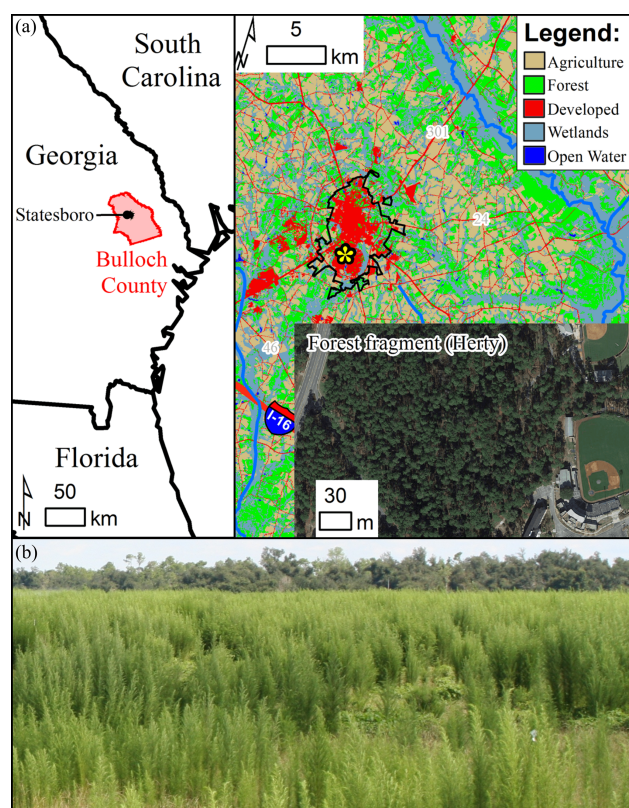 (a)
South
Carolina
Georgia
Statesboro
Bulloch
County
Florida
50
km
N
5
km
Legend:
Agriculture
Forest
Developed
Wetlands
Open Water
301
24
46
I-16
Forest fragment (Herty)
30
m
(b)